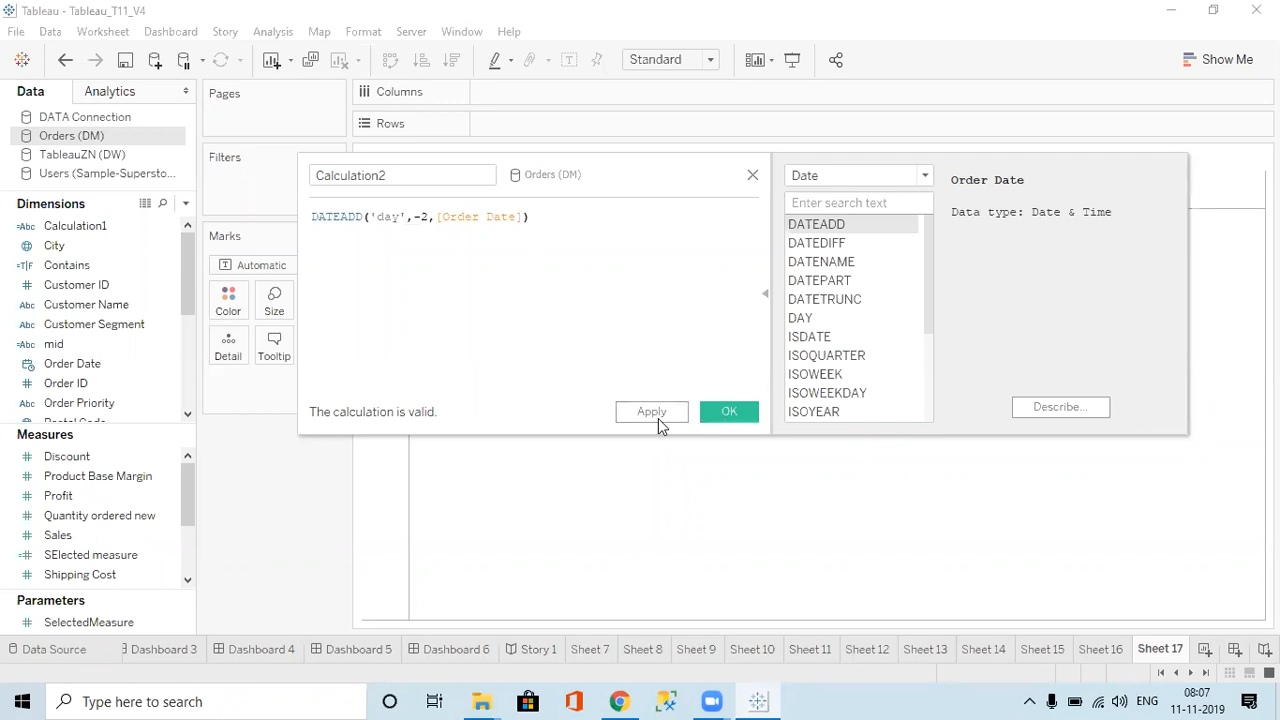 Tableau - Tableau_T11_V4
File Data Worksheet Dashboard Story Analysis Map Format Server Window Help
Standard
Show Me
Data Analytics
DATA Connection
Orders (DM)
TableauZN (DW)
Users (Sample-Supersto...
Dimensions
Abc Calculation1
City
Contains
Customer ID
Abc Customer Name
Abc Customer Segment
Abc mid
Order Date
Order ID
Abc Order Priority
Measures
Discount
Product Base Margin
Profit
Quantity ordered new
Sales
SElected measure
Shipping Cost
Parameters
SelectedMeasure
Pages
Filters
Marks
Automatic
Color Size
Detail Tooltip
Columns
Rows
Calculation2 Orders (DM)
DATEADD('day',-2,[Order Date])
The calculation is valid.
Apply OK
Date
Enter search text
DATEADD
DATEDIFF
DATENAME
DATEPART
DATETRUNC
DAY
ISDATE
ISOQUARTER
ISOWEEK
ISOWEEKDAY
ISOYEAR
Order Date
Data type: Date & Time
Describe...
Data Source Dashboard 3 Dashboard 4 Dashboard 5 Dashboard 6 Story 1 Sheet 7 Sheet 8 Sheet 9 Sheet 10 Sheet 11 Sheet 12 Sheet 13 Sheet 14 Sheet 15 Sheet 16 Sheet 17
Type here to search
ENG
08:07
11-11-2019